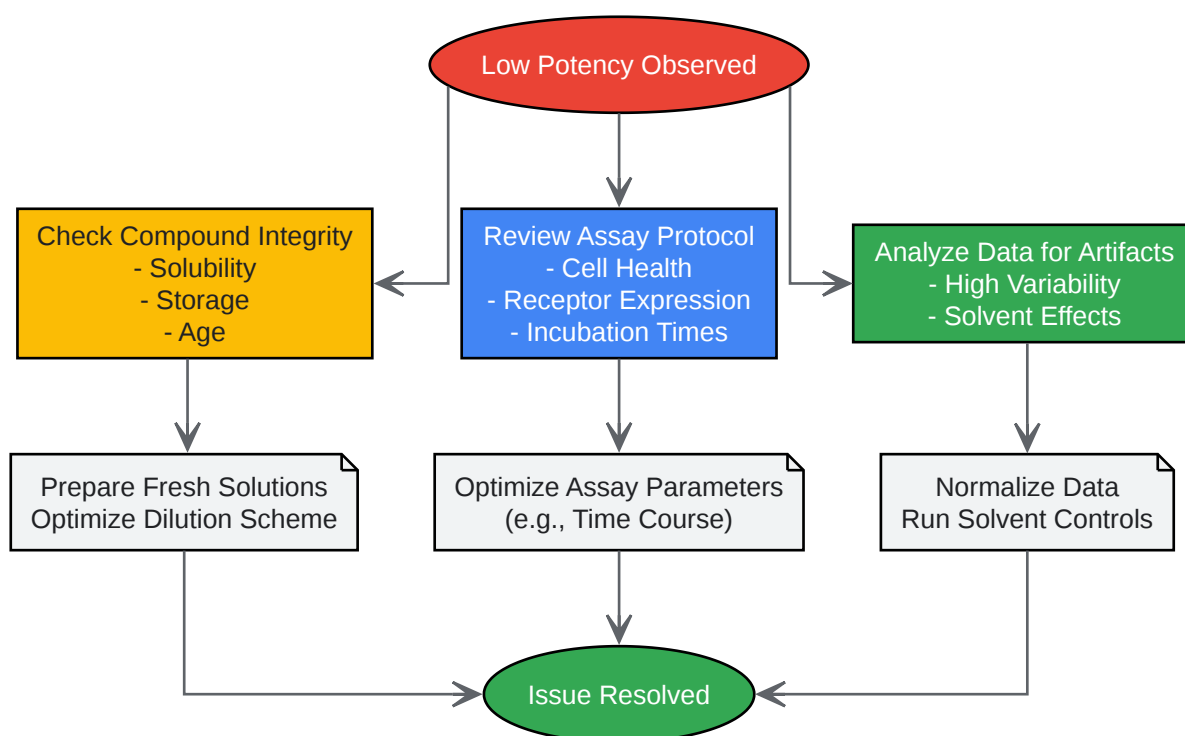 Low Potency Observed
Check Compound Integrity
- Solubility
- Storage
- Age
Review Assay Protocol
- Cell Health
- Receptor Expression
- Incubation Times
Analyze Data for Artifacts
- High Variability
- Solvent Effects
Prepare Fresh Solutions
Optimize Dilution Scheme
Optimize Assay Parameters
(e.g., Time Course)
Normalize Data
Run Solvent Controls
Issue Resolved